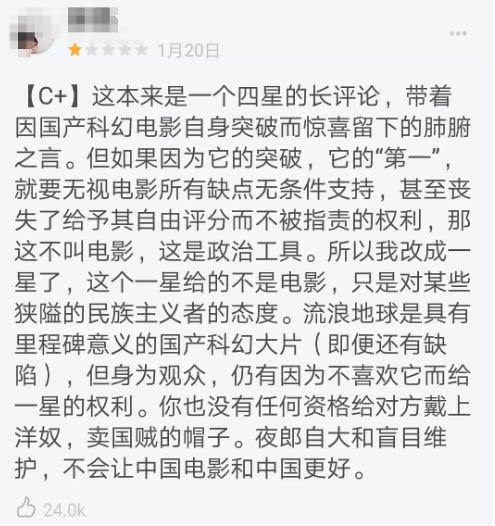 1月20日
【C+】这本来是一个四星的长评论，带着
因国产科幻电影自身突破而惊喜留下的肺腑
之言。但如果因为它的突破，它的“第一”，
就要无视电影所有缺点无条件支持，甚至丧
失了给予其自由评分而不被指责的权利，那
这不叫电影，这是政治工具。所以我改成一
星了，这个一星给的不是电影，只是对某些
狭隘的民族主义者的态度。流浪地球是具有
里程碑意义的国产科幻大片（即便还有缺
陷），但身为观众，仍有因为不喜欢它而给
一星的权利。你也没有任何资格给对方戴上
洋奴，卖国贼的帽子。夜郎自大和盲目维
护，不会让中国电影和中国更好。
24.0k